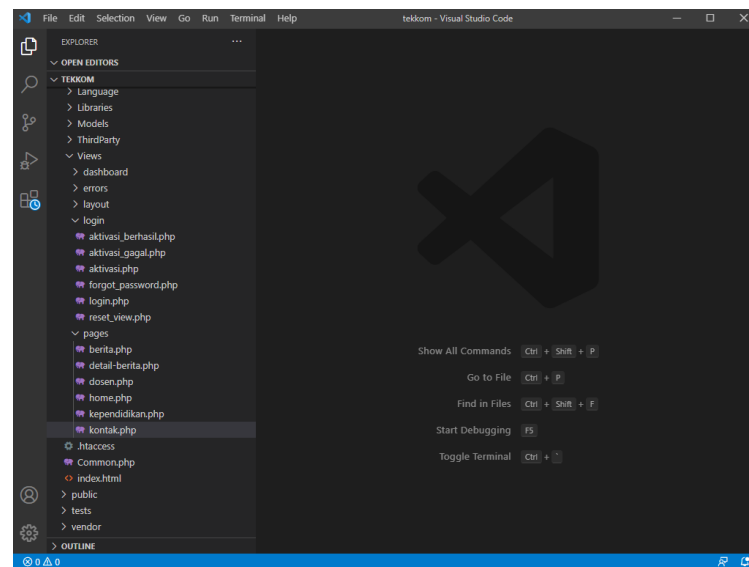 File Edit Selection View Go Run Terminal Help tekkom - Visual Studio Code
EXPLORER ...
OPEN EDITORS
TEKKOM
Language
Libraries
Models
ThirdParty
Views
dashboard
errors
layout
login
aktivasi_berhasil.php
aktivasi_gagal.php
aktivasi.php
forgot_password.php
login.php
reset_view.php
pages
berita.php
detail-berita.php
dosen.php
home.php
kependidikan.php
kontak.php
.htaccess
Common.php
index.html
public
tests
vendor
OUTLINE
Show All Commands Ctrl + Shift + P
Go to File Ctrl + P
Find in Files Ctrl + Shift + F
Start Debugging F5
Toggle Terminal Ctrl + `
0 0